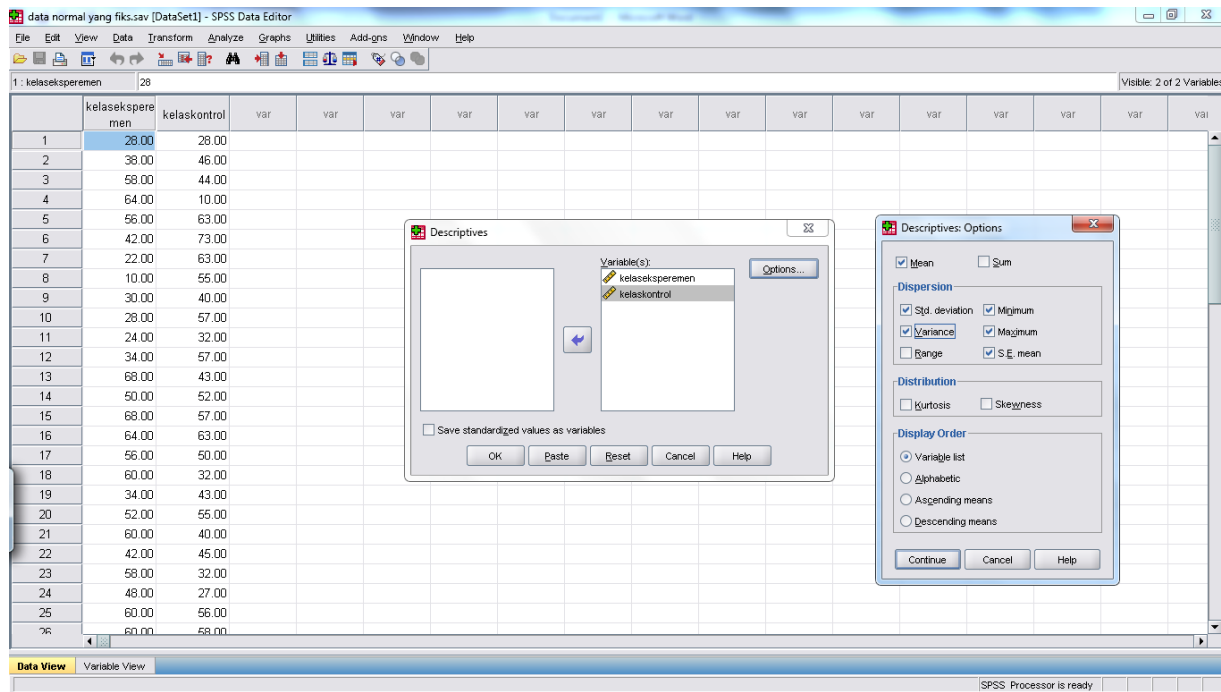 data normal yang fiks.sav [DataSet1] - SPSS Data Editor
File Edit View Data Transform Analyze Graphs Utilities Add-ons Window Help
1 : kelaseksperemen 28 Visible: 2 of 2 Variables
kelasekspere men kelaskontrol var var var var var var var var var var var var var var
1 28.00 28.00
2 38.00 46.00
3 58.00 44.00
4 64.00 10.00
5 56.00 63.00
6 42.00 73.00
7 22.00 63.00
8 10.00 55.00
9 30.00 40.00
10 28.00 57.00
11 24.00 32.00
12 34.00 57.00
13 68.00 43.00
14 50.00 52.00
15 68.00 57.00
16 64.00 63.00
17 56.00 50.00
18 60.00 32.00
19 34.00 43.00
20 52.00 55.00
21 60.00 40.00
22 42.00 45.00
23 58.00 32.00
24 48.00 27.00
25 60.00 56.00
26 60.00 58.00
Descriptives
Variable(s):
kelaseksperemen
kelaskontrol
Options...
Save standardized values as variables
OK Paste Reset Cancel Help
Descriptives: Options
Mean Sum
Dispersion
Std. deviation Minimum
Variance Maximum
Range S.E. mean
Distribution
Kurtosis Skewness
Display Order
Variable list
Alphabetic
Ascending means
Descending means
Continue Cancel Help
Data View Variable View
SPSS Processor is ready